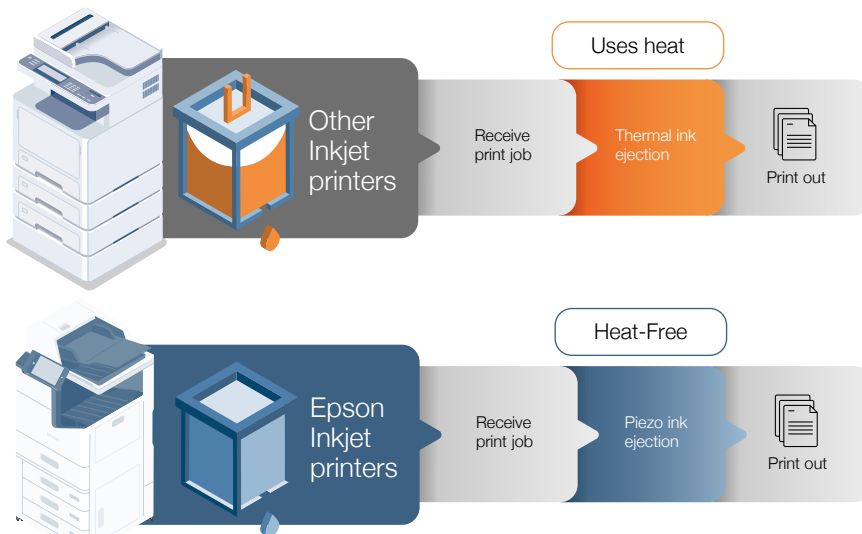 Uses heat
Other
Inkjet
printers
Receive
print job
Thermal ink
ejection
Print out
Heat-Free
Epson
Inkjet
printers
Receive
print job
Piezo ink
ejection
Print out